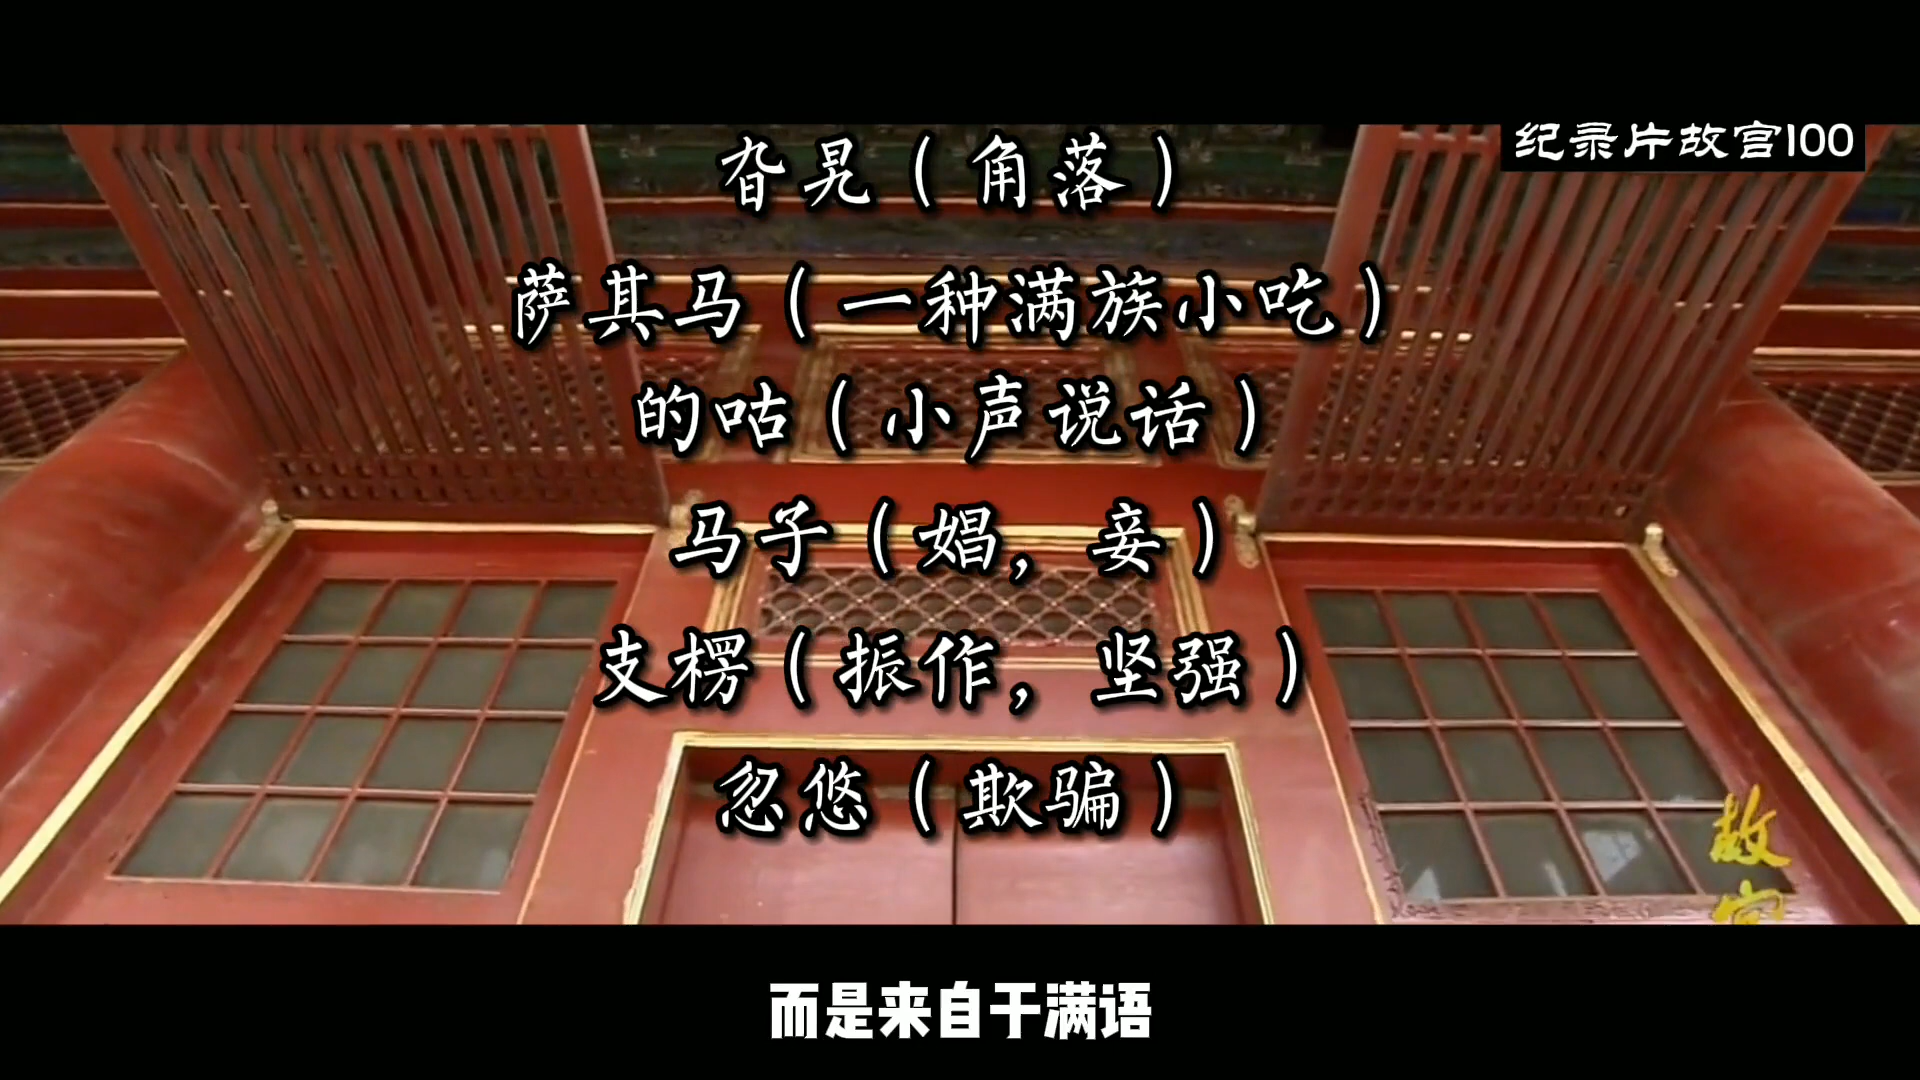 纪录片故宫100
旮旯（角落）
萨其马（一种满族小吃）
的咕（小声说话）
马子（娼，妾）
支楞（振作，坚强）
忽悠（欺骗）
故宫
而是来自于满语